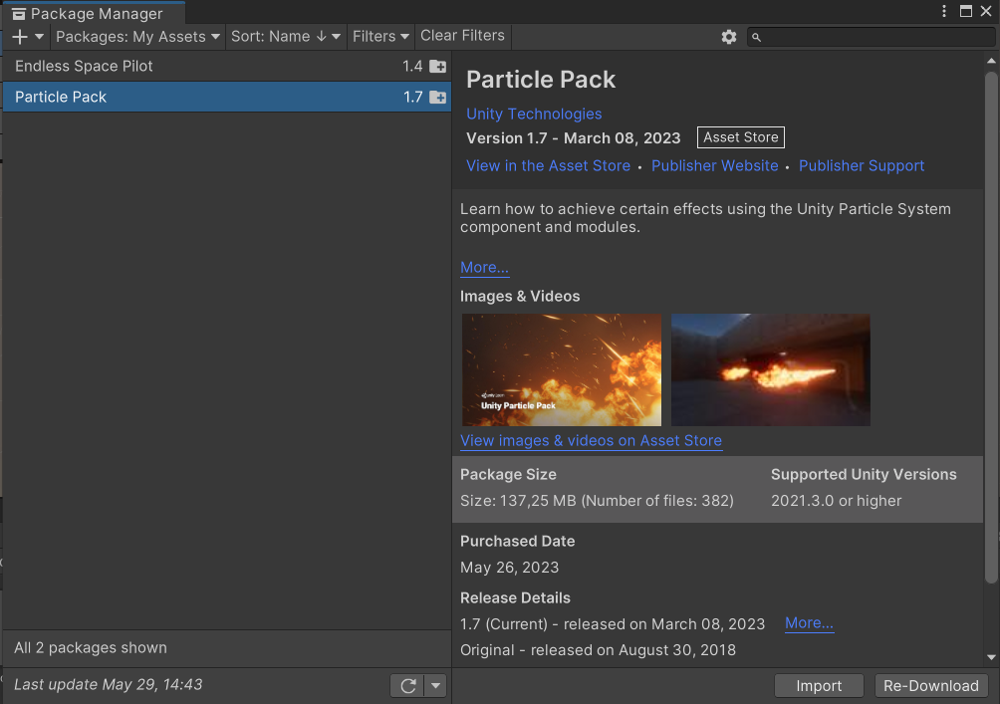 Package Manager
Packages: My Assets Sort: Name ↓ Filters Clear Filters
Endless Space Pilot 1.4
Particle Pack 1.7
All 2 packages shown
Last update May 29, 14:43
Particle Pack
Unity Technologies
Version 1.7 - March 08, 2023 Asset Store
View in the Asset Store • Publisher Website • Publisher Support
Learn how to achieve certain effects using the Unity Particle System
component and modules.
More...
Images & Videos
Unity Particle Pack
View images & videos on Asset Store
Package Size Supported Unity Versions
Size: 137,25 MB (Number of files: 382) 2021.3.0 or higher
Purchased Date
May 26, 2023
Release Details
1.7 (Current) - released on March 08, 2023 More...
Original - released on August 30, 2018
Import Re-Download